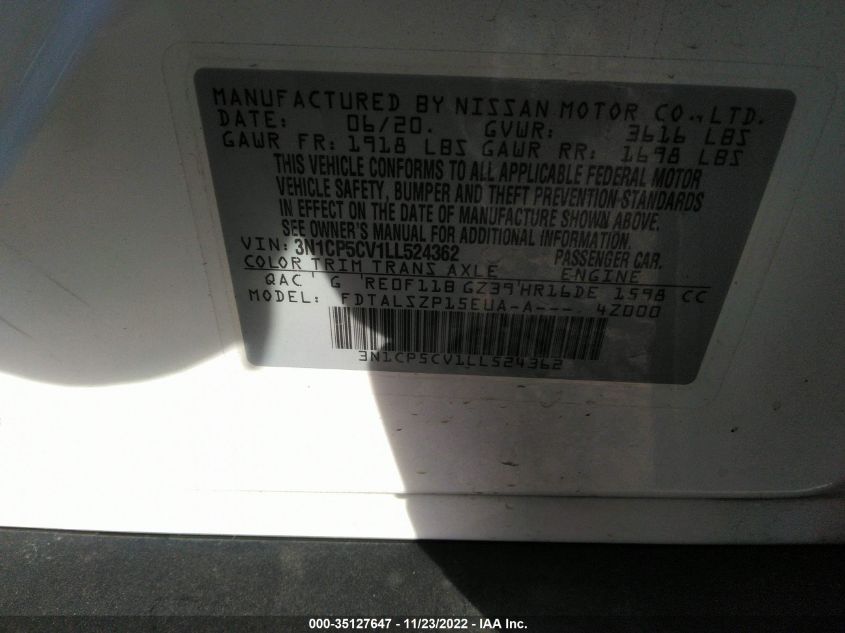 MANUFACTURED BY NISSAN MOTOR CO., LTD.
DATE: 06/20. GVWR: 3616 LBS
GAWR FR: 1918 LBS GAWR RR: 1698 LBS
THIS VEHICLE CONFORMS TO ALL APPLICABLE FEDERAL MOTOR
VEHICLE SAFETY, BUMPER AND THEFT PREVENTION STANDARDS
IN EFFECT ON THE DATE OF MANUFACTURE SHOWN ABOVE.
SEE OWNER'S MANUAL FOR ADDITIONAL INFORMATION.
VIN: 3N1CP5CV1LL524362 PASSENGER CAR.
COLOR TRIM TRANS AXLE ENGINE
QAC ' G 'RE0F11B GZ39'HR16DE 1598 CC
MODEL: FDTALSZP15EUA-A--- 4Z000
3N1CP5CV1LL524362
000-35127647 - 11/23/2022 - IAA Inc.